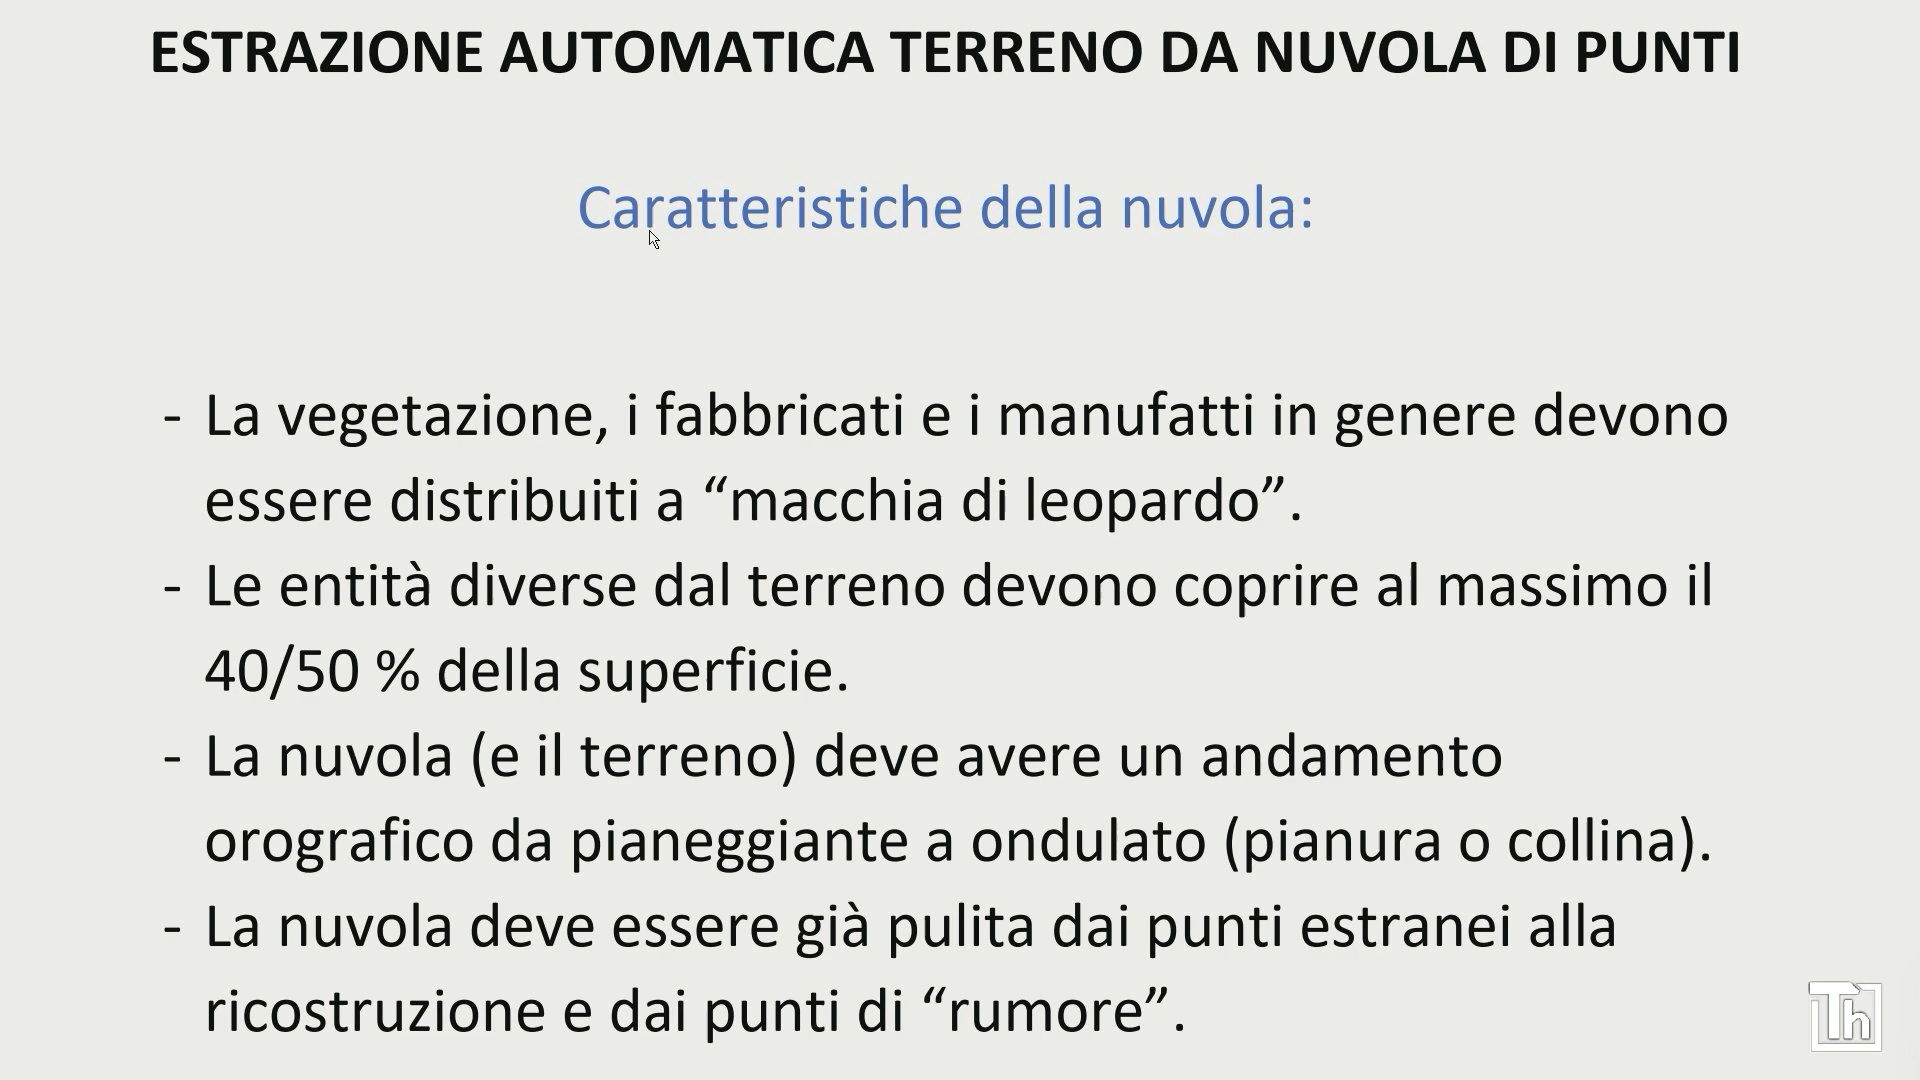 ESTRAZIONE AUTOMATICA TERRENO DA NUVOLA DI PUNTI
Caratteristiche della nuvola:
- La vegetazione, i fabbricati e i manufatti in genere devono
essere distribuiti a “macchia di leopardo”.
- Le entità diverse dal terreno devono coprire al massimo il
40/50 % della superficie.
- La nuvola (e il terreno) deve avere un andamento
orografico da pianeggiante a ondulato (pianura o collina).
- La nuvola deve essere già pulita dai punti estranei alla
ricostruzione e dai punti di “rumore”.
Th